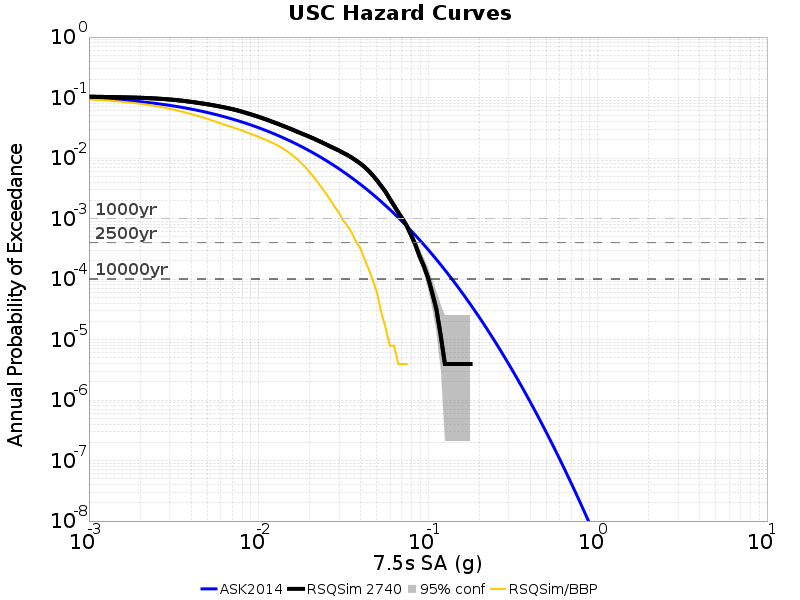 USC Hazard Curves
Annual Probability of Exceedance
10^0
10^-1
10^-2
10^-3
10^-4
10^-5
10^-6
10^-7
10^-8
1000yr
2500yr
10000yr
10^-3 10^-2 10^-1 10^0 10^1
7.5s SA (g)
ASK2014 RSQSim 2740 95% conf RSQSim/BBP